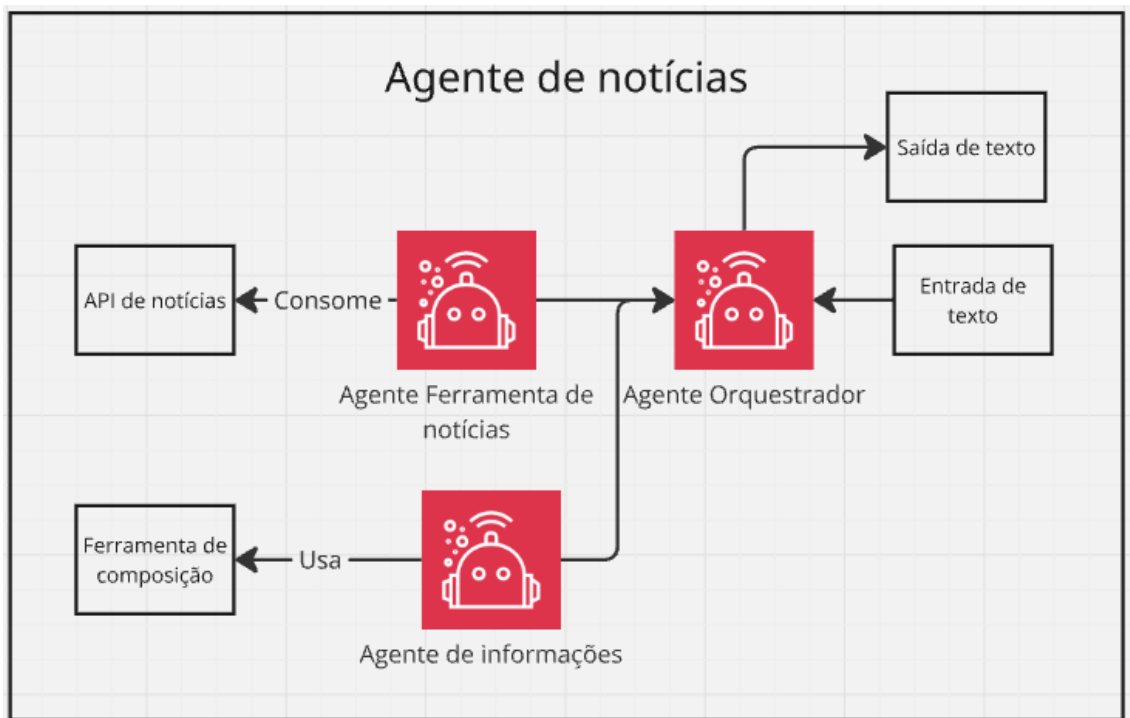 Agente de notícias
Saída de texto
API de notícias
Consome
Entrada de
texto
Agente Ferramenta de
notícias
Agente Orquestrador
Ferramenta de
composição
Usa
Agente de informações